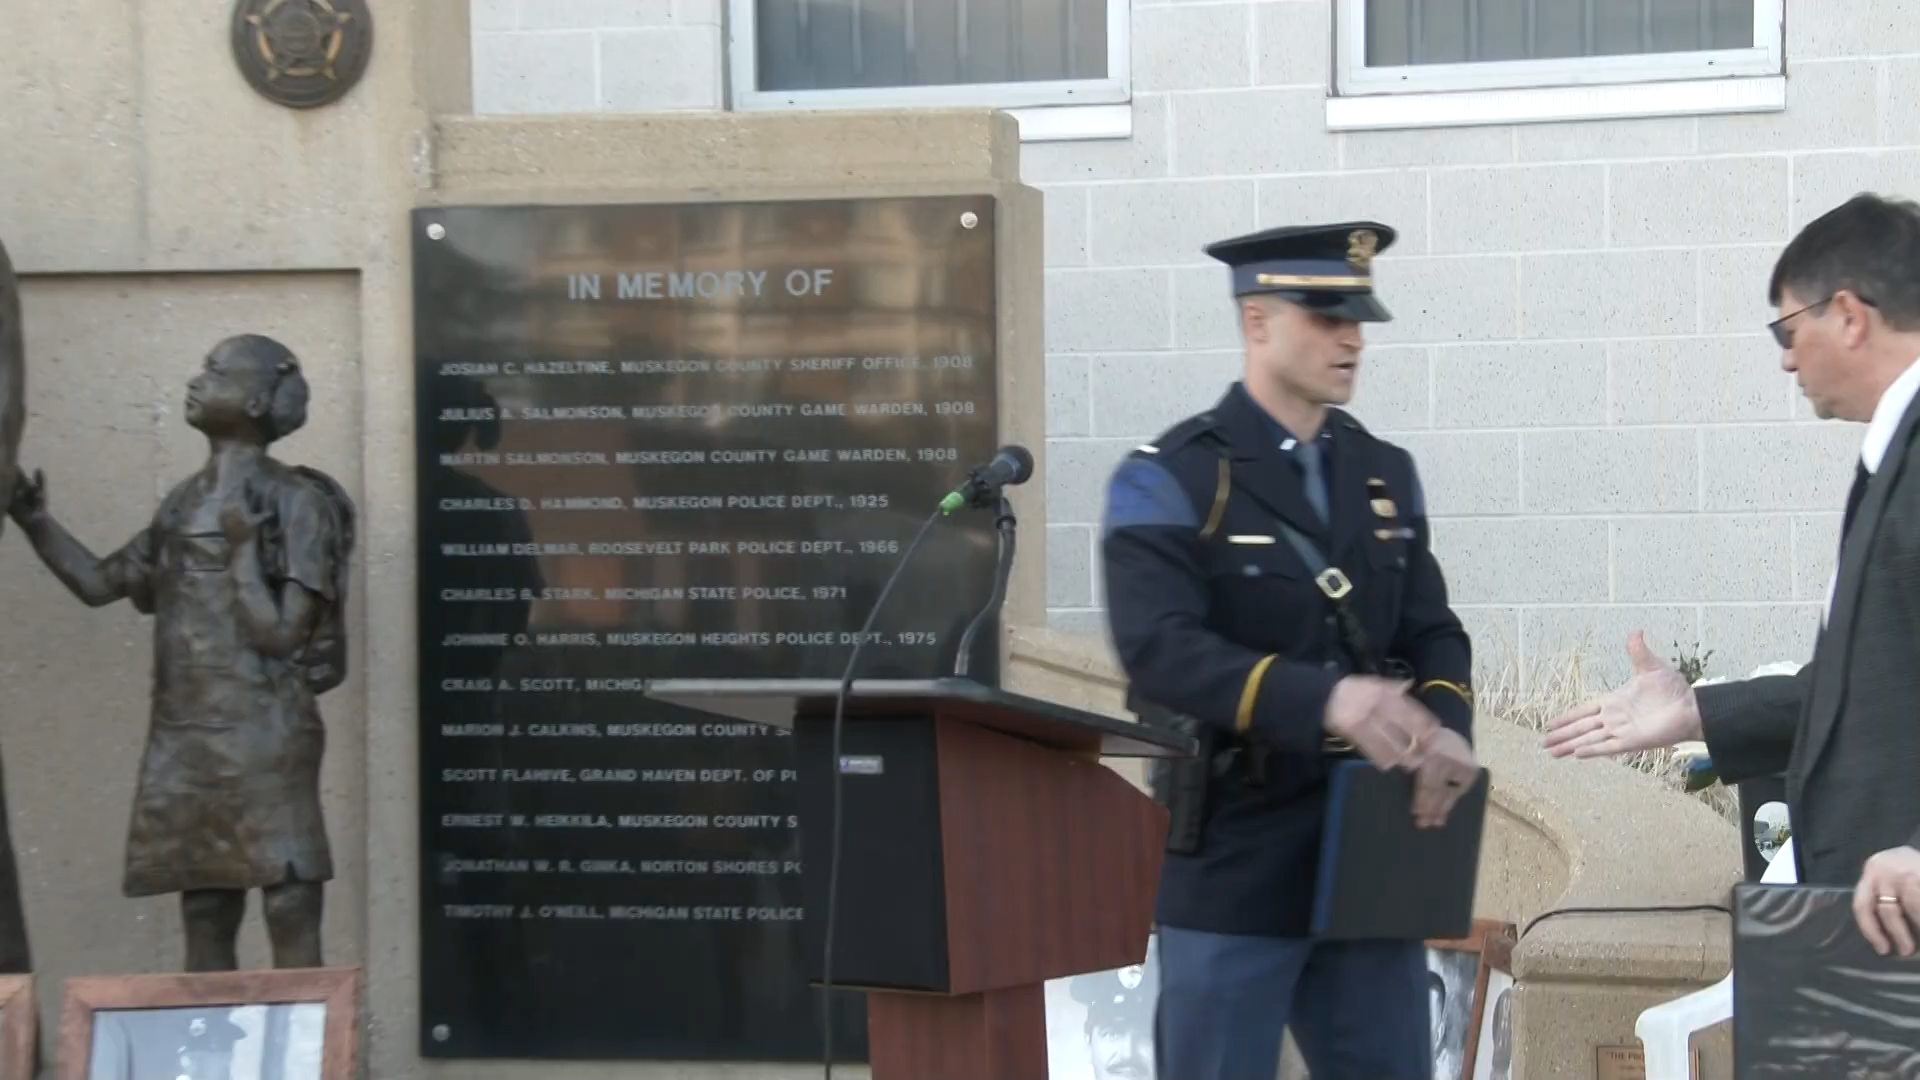 IN MEMORY OF
JOSIAH C. HAZELTINE, MUSKEGON COUNTY SHERIFF OFFICE, 1908
JULIUS A. SALMONSON, MUSKEGON COUNTY GAME WARDEN, 1908
MARTIN SALMONSON, MUSKEGON COUNTY GAME WARDEN, 1908
CHARLES D. HAMMOND, MUSKEGON POLICE DEPT., 1925
WILLIAM DELMAR, ROOSEVELT PARK POLICE DEPT., 1966
CHARLES B. STARK, MICHIGAN STATE POLICE, 1971
JOHNNIE O. HARRIS, MUSKEGON HEIGHTS POLICE DEPT., 1975
CRAIG A. SCOTT, MICHIG
MARION J. CALKINS, MUSKEGON COUNTY S
SCOTT FLAHIVE, GRAND HAVEN DEPT. OF PU
ERNEST W. HEIKKILA, MUSKEGON COUNTY S
JONATHAN W. R. GINKA, NORTON SHORES PO
TIMOTHY J. O'NEILL, MICHIGAN STATE POLICE